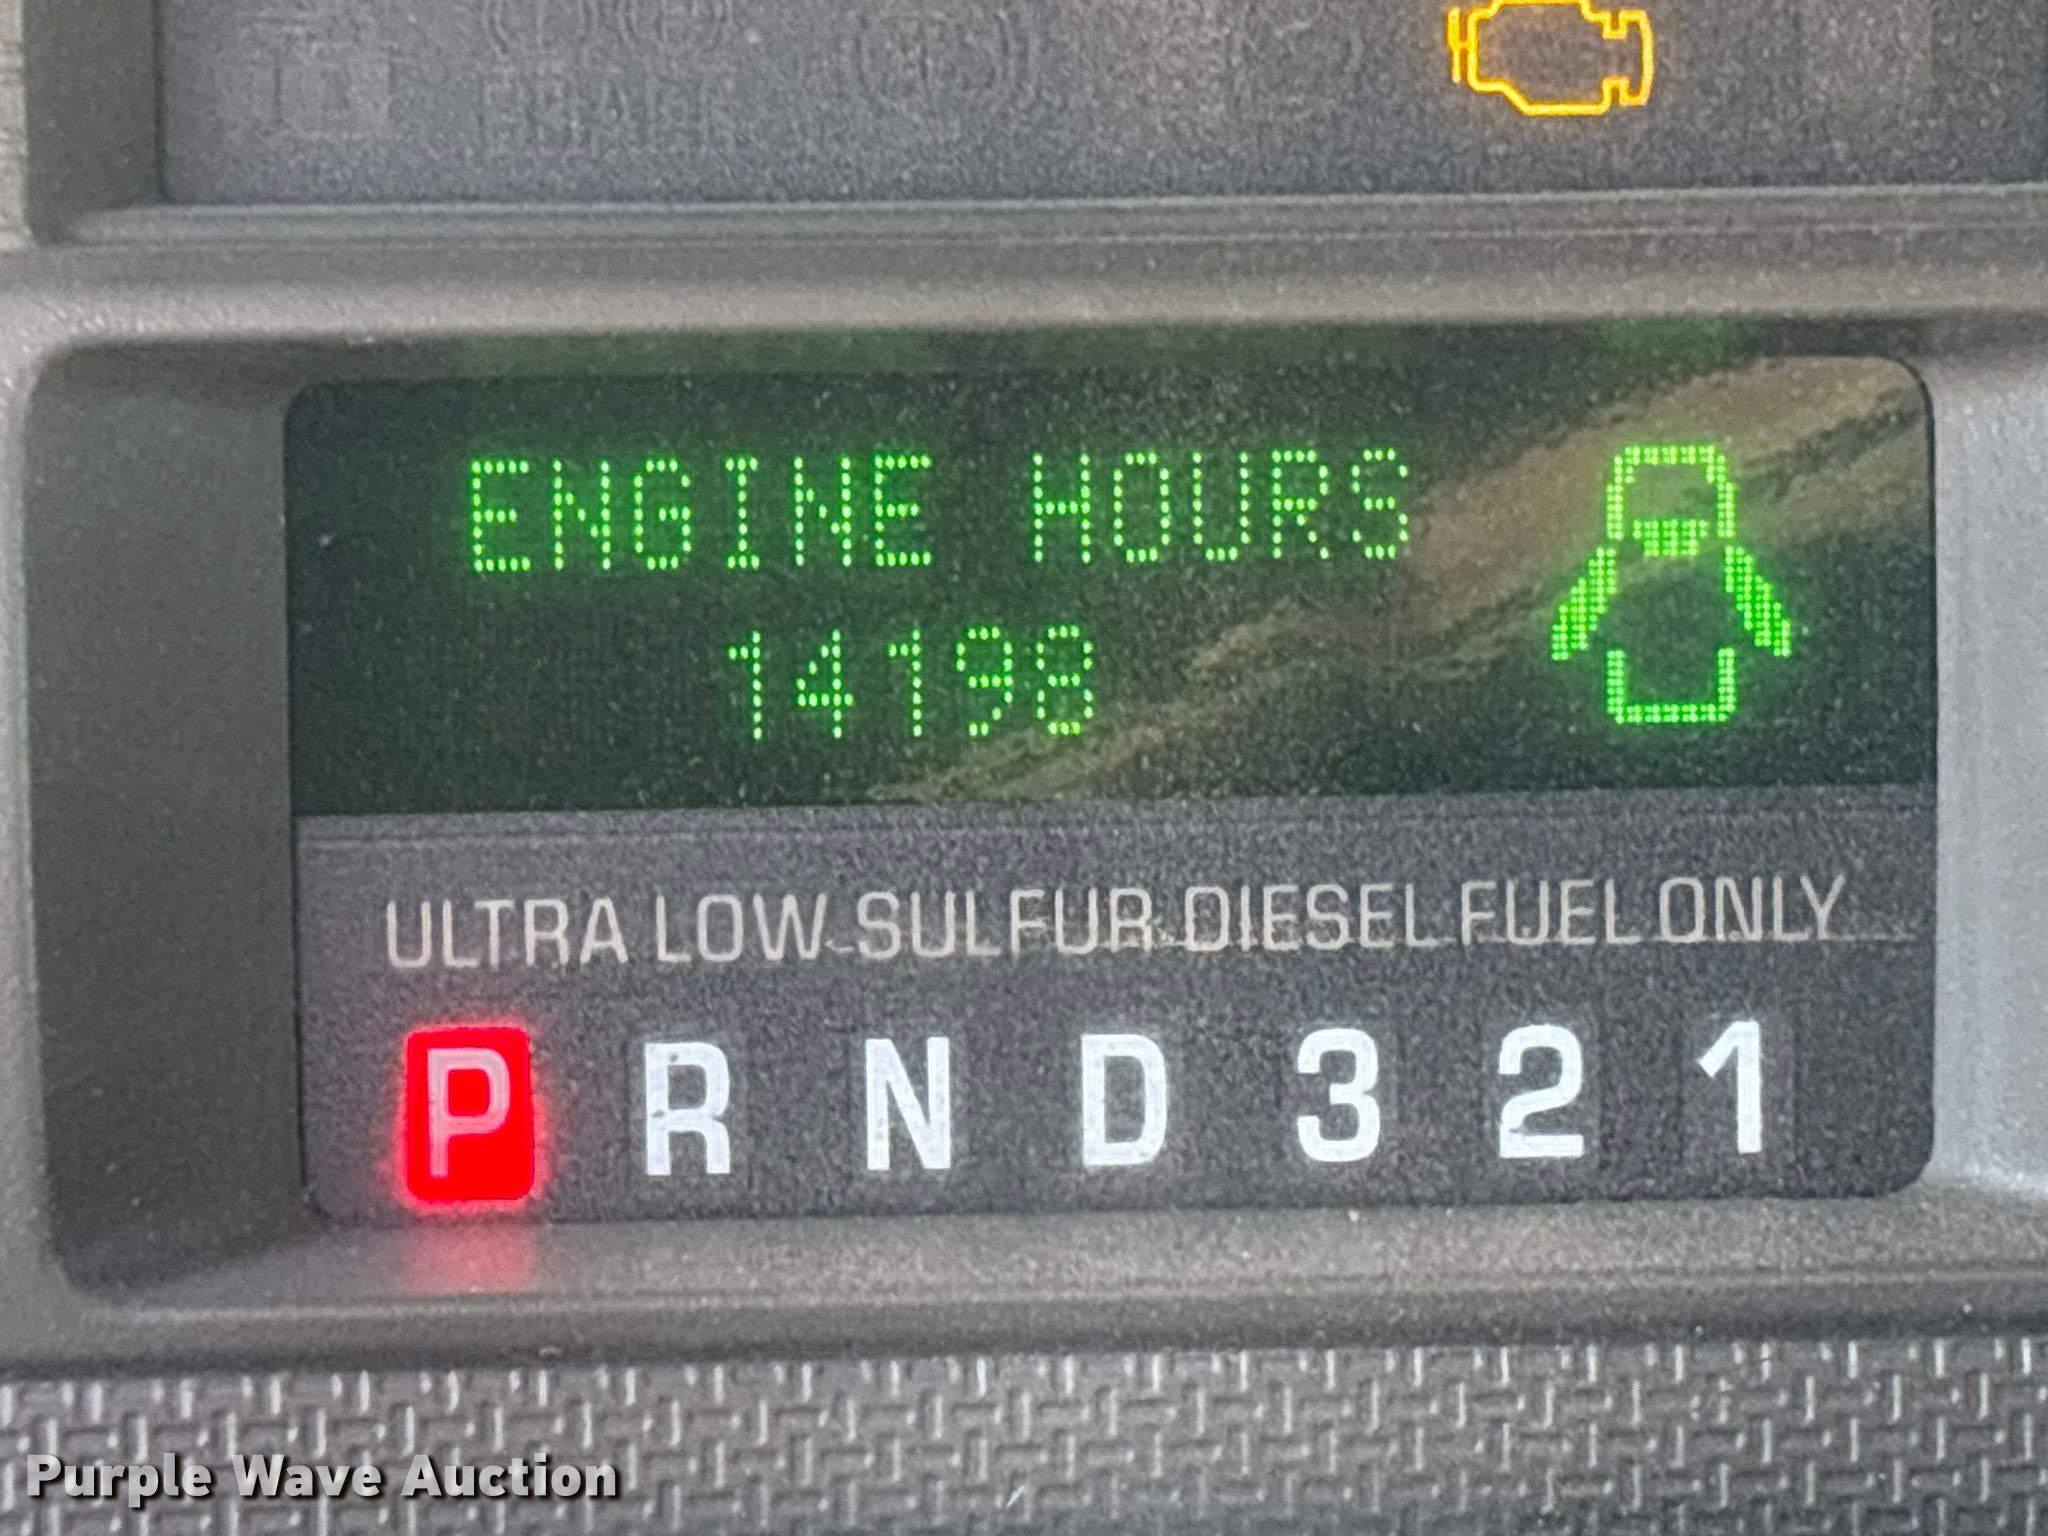 ENGINE HOURS
14198
ULTRA LOW SULFUR DIESEL FUEL ONLY
P R N D 3 2 1
Purple Wave Auction